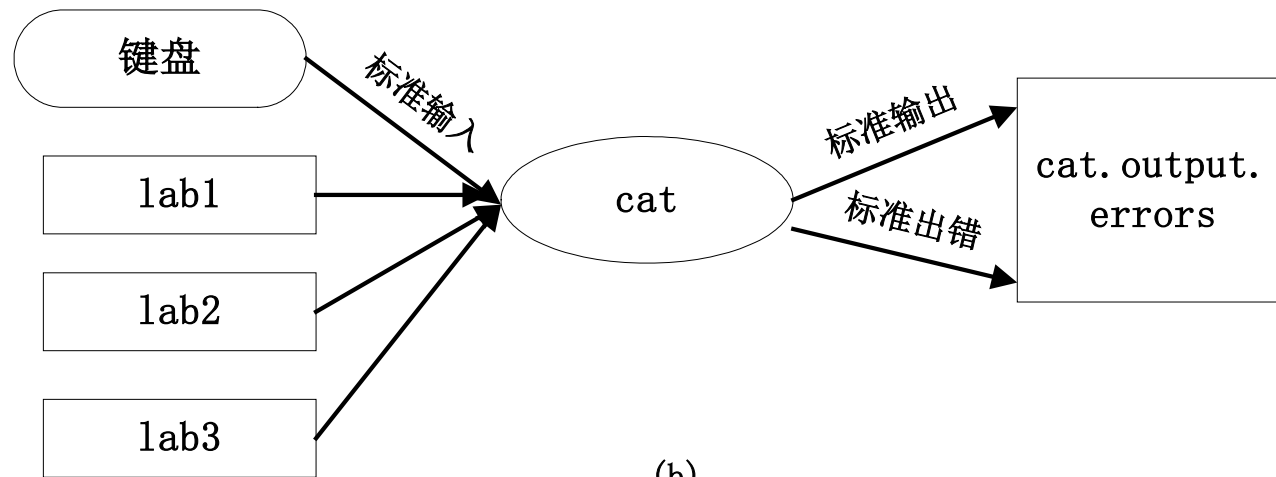 键盘
标准输入
lab1
lab2
lab3
cat
标准输出
标准出错
cat.output.
errors
(b)